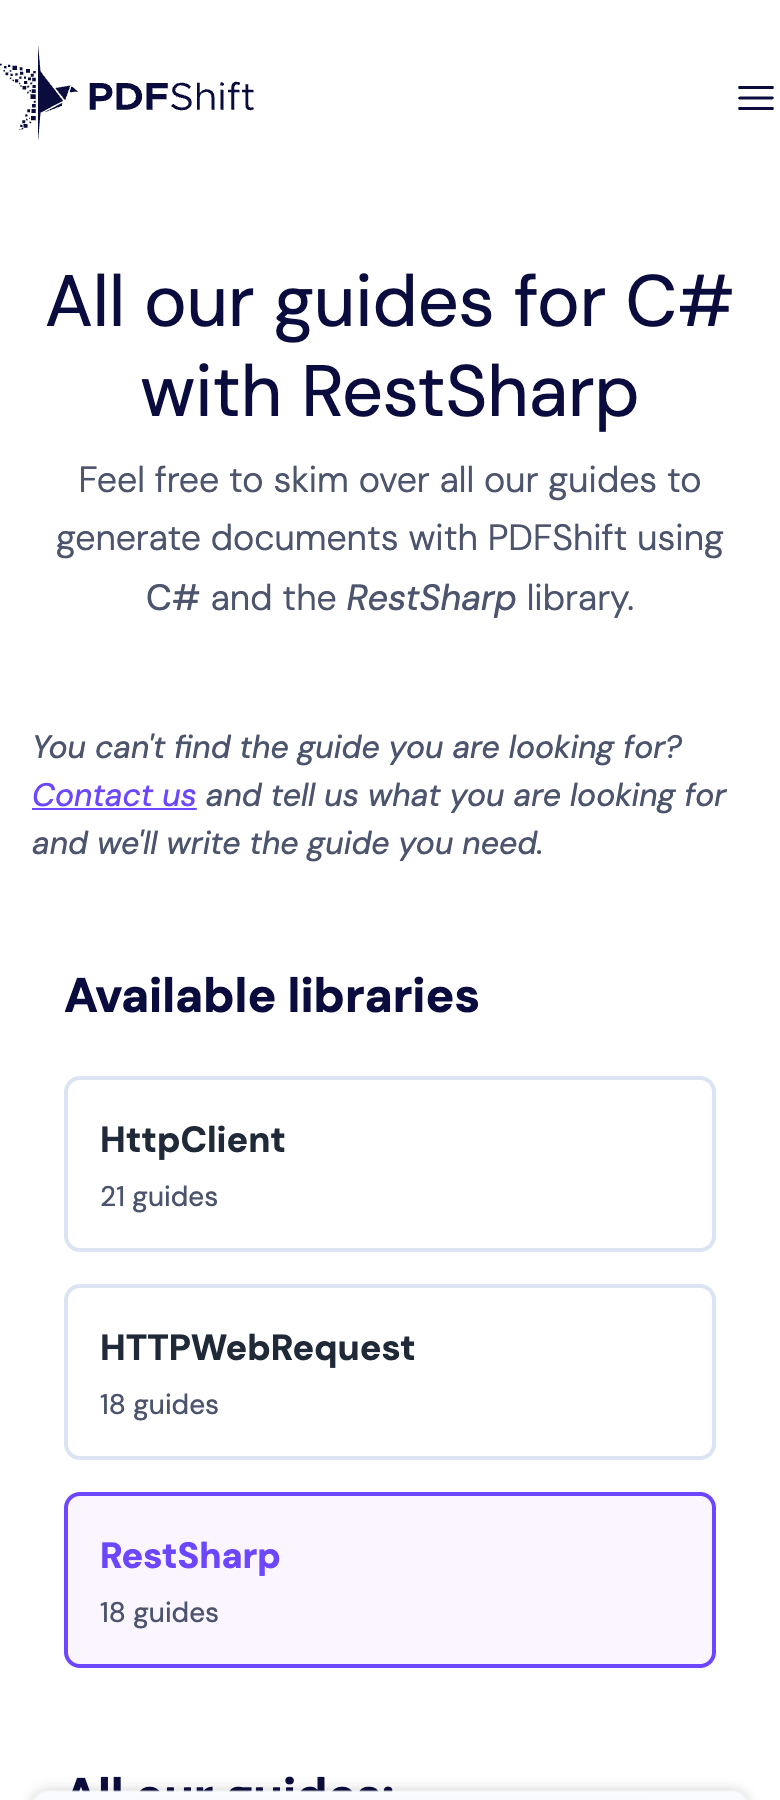 PDFShift
All our guides for C#
with RestSharp
Feel free to skim over all our guides to
generate documents with PDFShift using
C# and the RestSharp library.
You can't find the guide you are looking for?
Contact us and tell us what you are looking for
and we'll write the guide you need.
Available libraries
HttpClient
21 guides
HTTPWebRequest
18 guides
RestSharp
18 guides
All our guides: